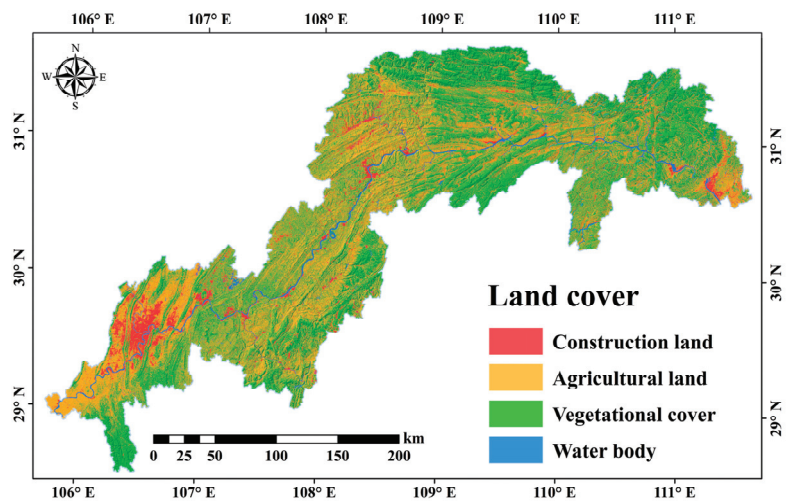 106° E 107° E 108° E 109° E 110° E 111° E
N
W E
S
31° N 31° N
30° N 30° N
29° N 29° N
Land cover
Construction land
Agricultural land
Vegetational cover
Water body
km
0 25 50 100 150 200
106° E 107° E 108° E 109° E 110° E 111° E